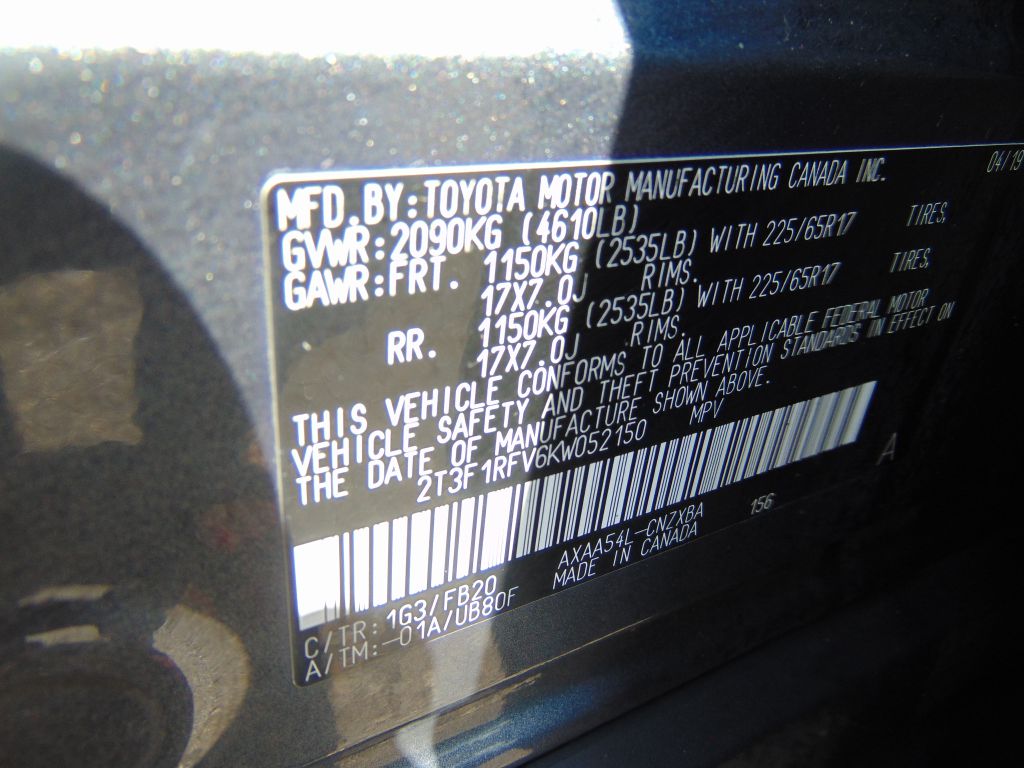 MFD.BY:TOYOTA MOTOR MANUFACTURING CANADA INC. 04/19
GVWR:2090KG (4610LB)
GAWR:FRT. 1150KG (2535LB) WITH 225/65R17 TIRES,
17X7.0J RIMS.
RR. 1150KG (2535LB) WITH 225/65R17 TIRES,
17X7.0J RIMS.
THIS VEHICLE CONFORMS TO ALL APPLICABLE FEDERAL MOTOR
VEHICLE SAFETY AND THEFT PREVENTION STANDARDS IN EFFECT ON
THE DATE OF MANUFACTURE SHOWN ABOVE.
2T3F1RFV6KW052150 MPV
A
C/TR: 1G3/FB20 AXAA54L-CNZXBA 156
A/TM:-01A/UB80F MADE IN CANADA